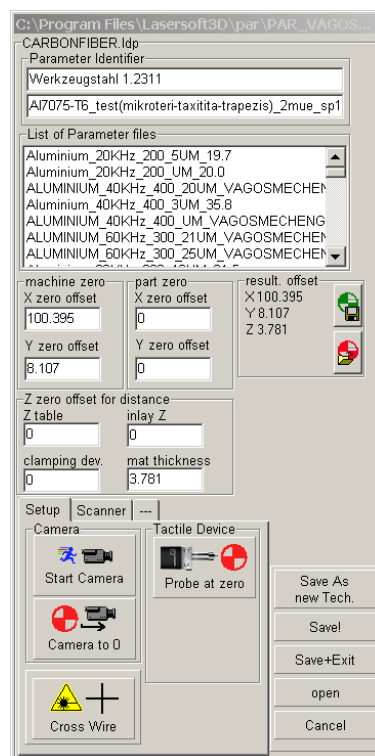 C:\Program Files\Lasersoft3D\par\PAR_VAGOS...
CARBONFIBER.ldp
Parameter Identifier
Werkzeugstahl 1.2311
Al7075-T6_test(mikroteri-taxitita-trapezis)_2mue_sp1
List of Parameter files
Aluminium_20KHz_200_5UM_19.7
Aluminium_20KHz_200_UM_20.0
ALUMINIUM_40KHz_400_20UM_VAGOSMECHEN
Aluminium_40KHz_400_3UM_35.8
ALUMINIUM_40KHz_400_UM_VAGOSMECHENG
ALUMINIUM_60KHz_300_21UM_VAGOSMECHEN
ALUMINIUM_60KHz_300_25UM_VAGOSMECHEN
machine zero
X zero offset
100.395
Y zero offset
8.107
part zero
X zero offset
0
Y zero offset
0
result. offset
X 100.395
Y 8.107
Z 3.781
Z zero offset for distance
Z table
0
inlay Z
0
clamping dev.
0
mat thickness
3.781
Setup
Scanner
---
Camera
Start Camera
Camera to 0
Cross Wire
Tactile Device
Probe at zero
Save As
new Tech.
Save!
Save+Exit
open
Cancel